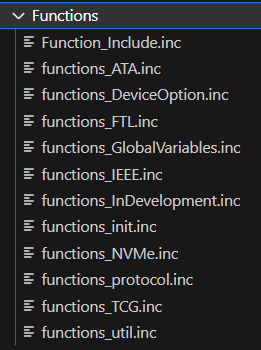 Functions
Function_Include.inc
functions_ATA.inc
functions_DeviceOption.inc
functions_FTL.inc
functions_GlobalVariables.inc
functions_IEEE.inc
functions_InDevelopment.inc
functions_init.inc
functions_NVMe.inc
functions_protocol.inc
functions_TCG.inc
functions_util.inc